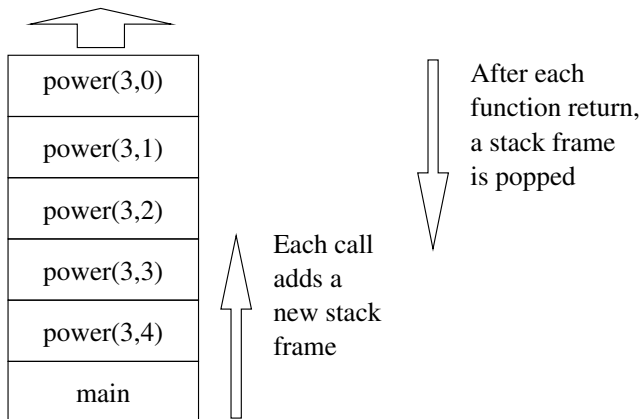 power(3,0)
power(3,1)
power(3,2)
power(3,3)
power(3,4)
main
Each call
adds a
new stack
frame
After each
function return,
a stack frame
is popped